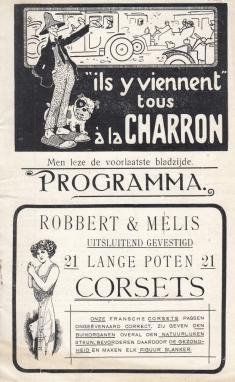 "ils y viennent"
tous
à la CHARRON
Men leze de voorlaatste bladzijde.
PROGRAMMA.
ROBBERT & MELIS
UITSLUITEND GEVESTIGD
21 LANGE POTEN 21
CORSETS
ONZE FRANSCHE CORSETS PASSEN
ONGEËVENAARD CORRECT, ZIJ GEVEN DEN
BUIKORGANEN OVERAL DEN NATUURLIJKEN
STEUN, BEVORDEREN DAARDOOR DE GEZOND-
HEID EN MAKEN ELK FIGUUR SLANKER.